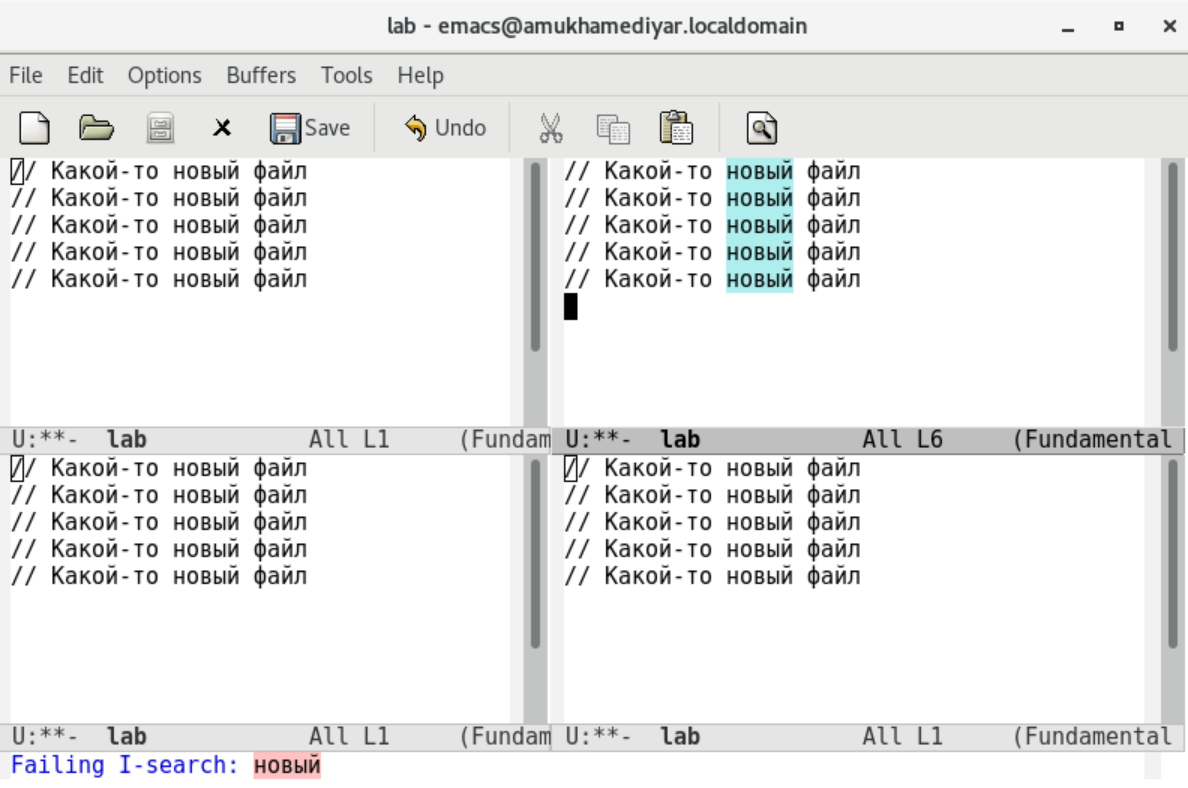 lab - emacs@amukhamediyar.localdomain
File Edit Options Buffers Tools Help
Save Undo
// Какой-то новый файл
// Какой-то новый файл
// Какой-то новый файл
// Какой-то новый файл
// Какой-то новый файл
U:**- lab All L1 (Fundam
// Какой-то новый файл
// Какой-то новый файл
// Какой-то новый файл
// Какой-то новый файл
// Какой-то новый файл
U:**- lab All L6 (Fundamental
// Какой-то новый файл
// Какой-то новый файл
// Какой-то новый файл
// Какой-то новый файл
// Какой-то новый файл
U:**- lab All L1 (Fundam
// Какой-то новый файл
// Какой-то новый файл
// Какой-то новый файл
// Какой-то новый файл
// Какой-то новый файл
U:**- lab All L1 (Fundamental
Failing I-search: новый